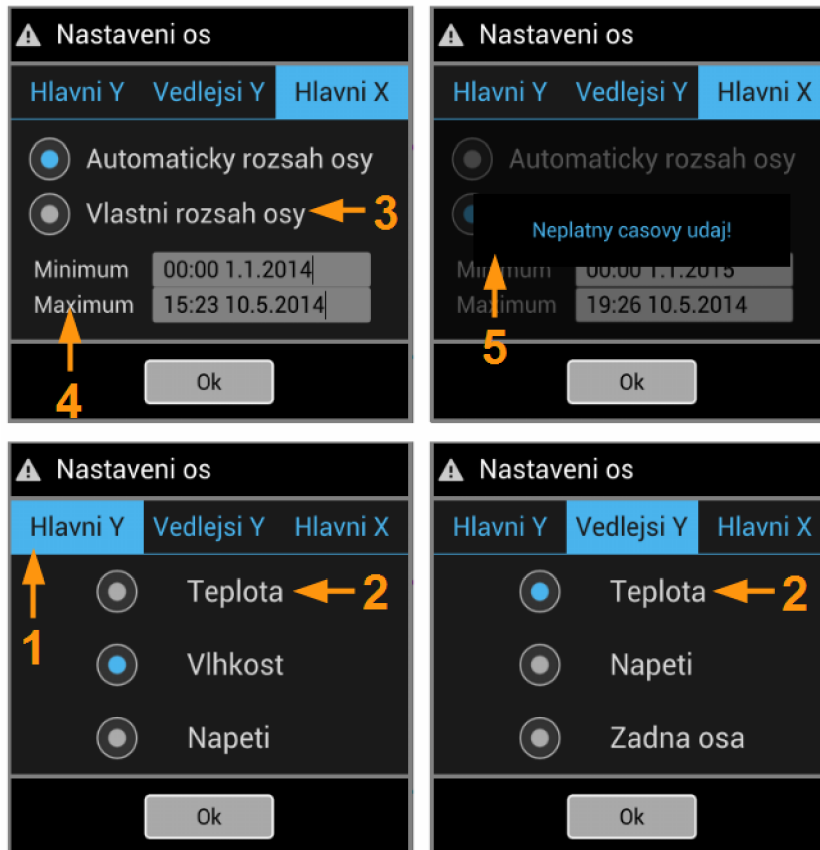 Nastaveni os
Hlavni Y Vedlejsi Y Hlavni X
Automaticky rozsah osy
Vlastni rozsah osy 3
Minimum 00:00 1.1.2014
Maximum 15:23 10.5.2014
4
Ok
Nastaveni os
Hlavni Y Vedlejsi Y Hlavni X
Automaticky rozsah osy
Neplatny casovy udaj!
Minimum 00:00 1.1.2015
Maximum 19:26 10.5.2014
5
Ok
Nastaveni os
Hlavni Y Vedlejsi Y Hlavni X
Teplota 2
1
Vlhkost
Napeti
Ok
Nastaveni os
Hlavni Y Vedlejsi Y Hlavni X
Teplota 2
Napeti
Zadna osa
Ok